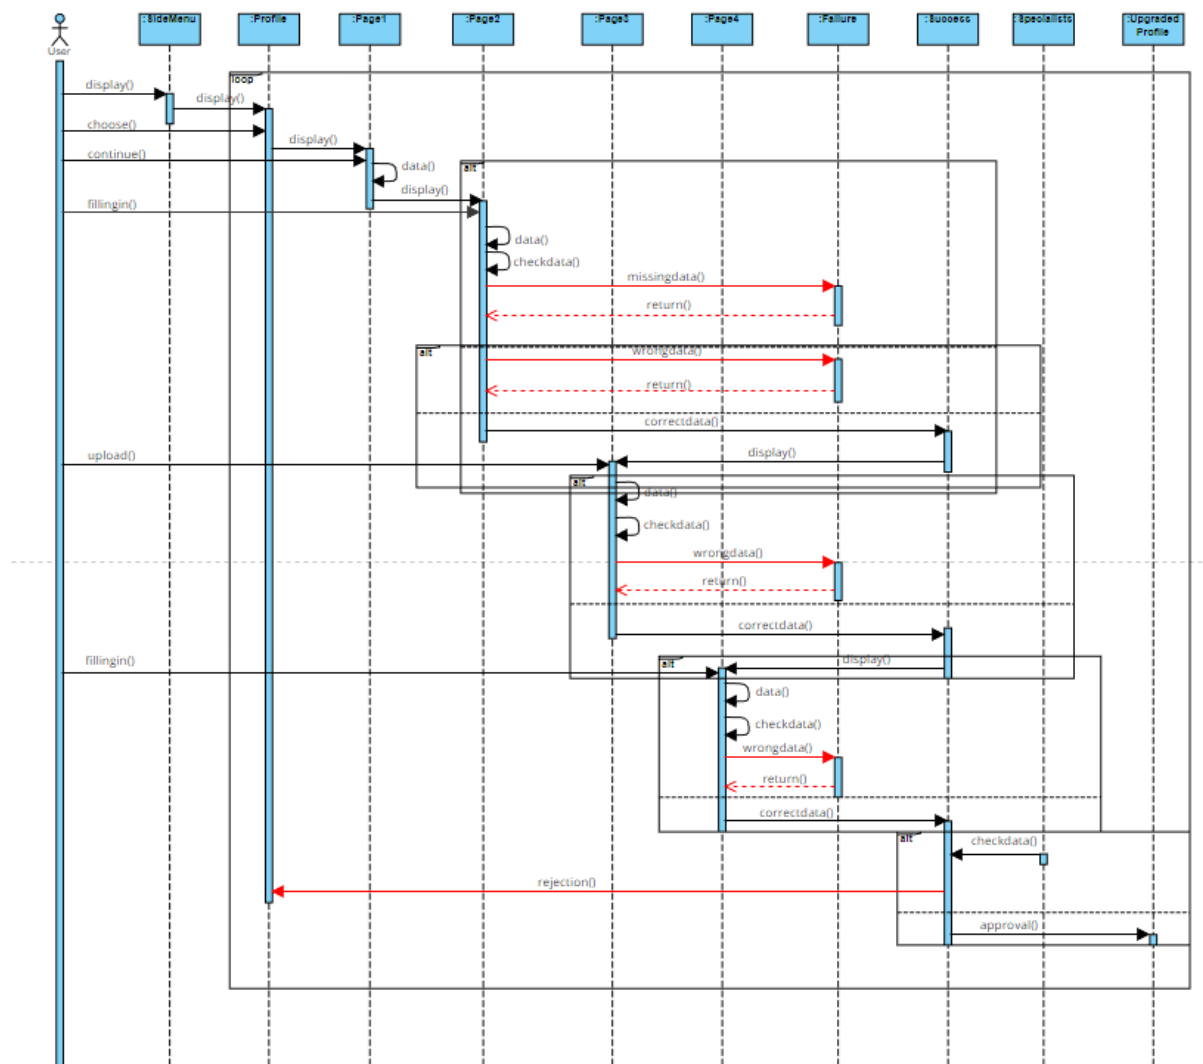 :SideMenu
:Profile
:Page1
:Page2
:Page3
:Page4
:Failure
:Success
:Specialists
:Upgraded
Profile
User
loop
display()
display()
choose()
display()
continue()
alt
data()
display()
fillingin()
data()
checkdata()
missingdata()
return()
alt
wrongdata()
return()
correctdata()
upload()
display()
alt
data()
checkdata()
wrongdata()
return()
correctdata()
fillingin()
alt
display()
data()
checkdata()
wrongdata()
return()
correctdata()
alt
checkdata()
rejection()
approval()